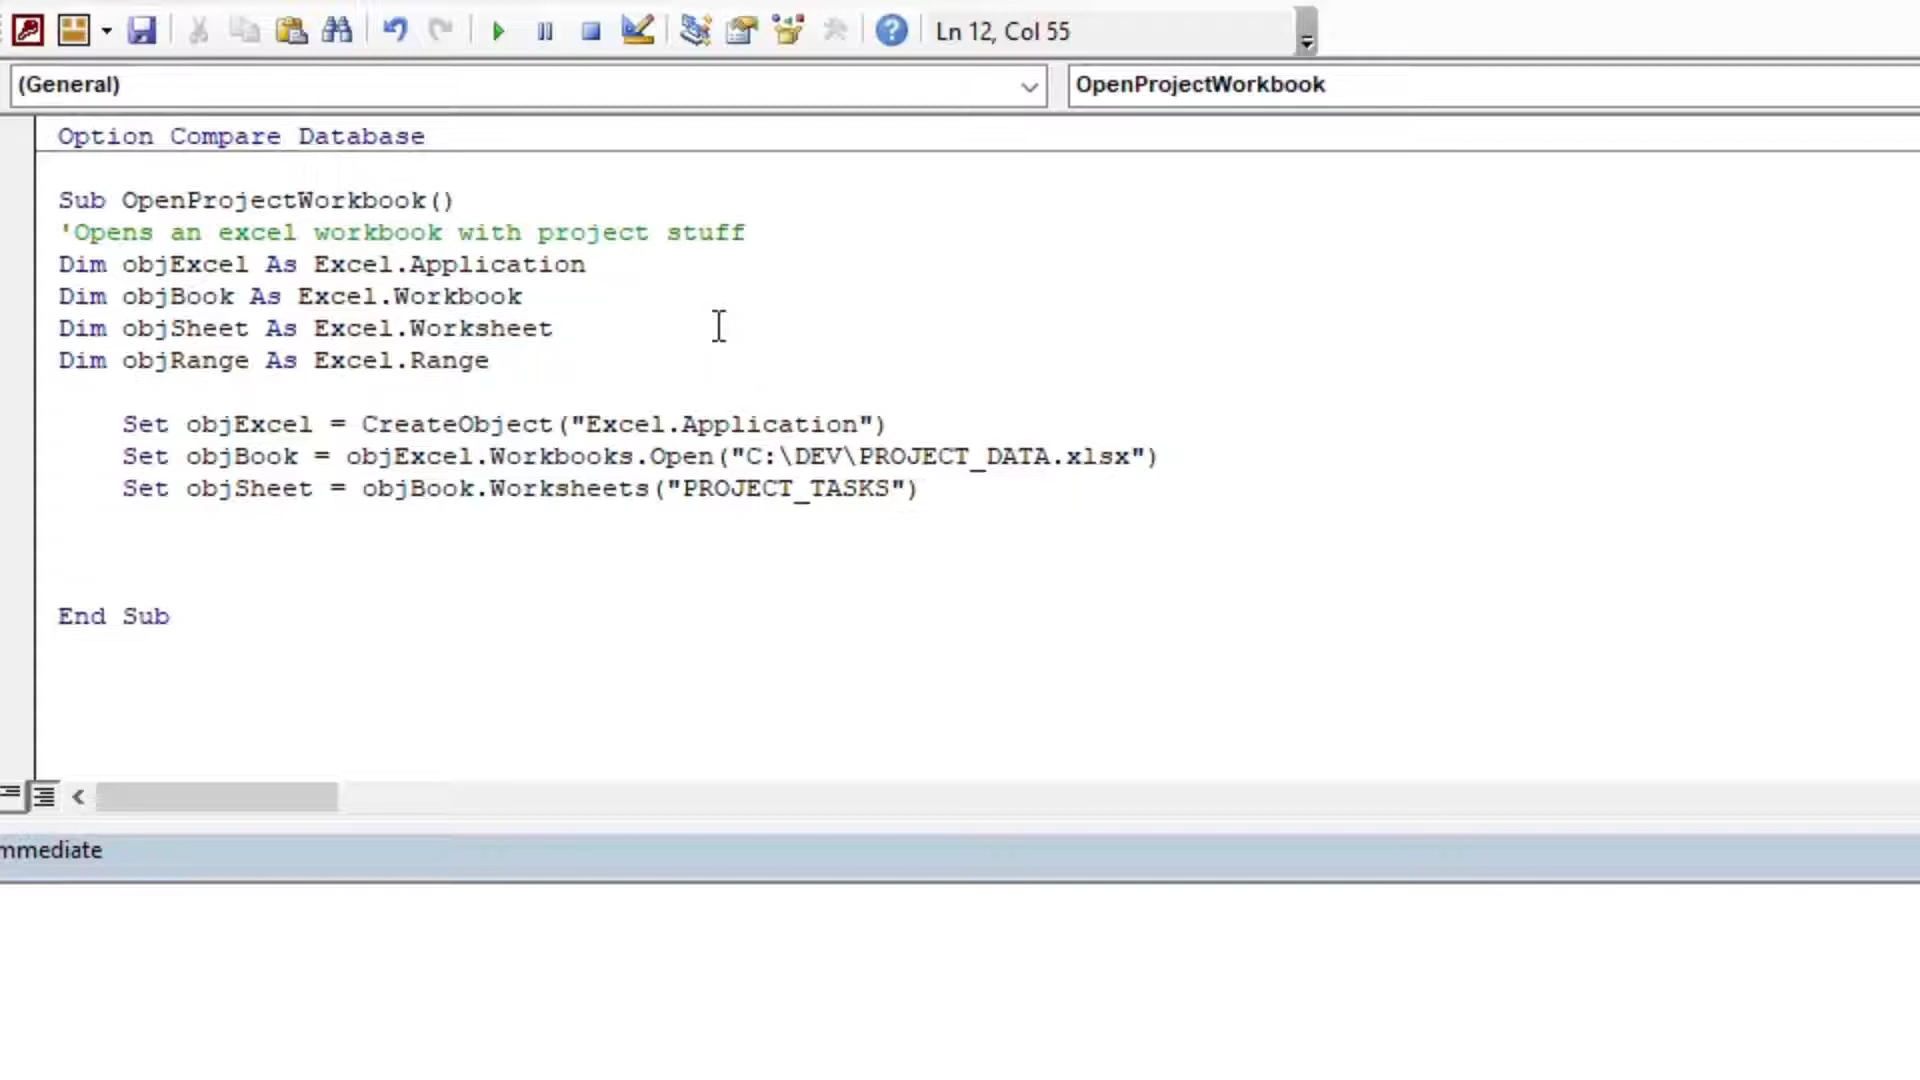 Ln 12, Col 55
(General)
OpenProjectWorkbook
Option Compare Database
Sub OpenProjectWorkbook()
'Opens an excel workbook with project stuff
Dim objExcel As Excel.Application
Dim objBook As Excel.Workbook
Dim objSheet As Excel.Worksheet
Dim objRange As Excel.Range
Set objExcel = CreateObject("Excel.Application")
Set objBook = objExcel.Workbooks.Open("C:\DEV\PROJECT_DATA.xlsx")
Set objSheet = objBook.Worksheets("PROJECT_TASKS")
End Sub
mmediate